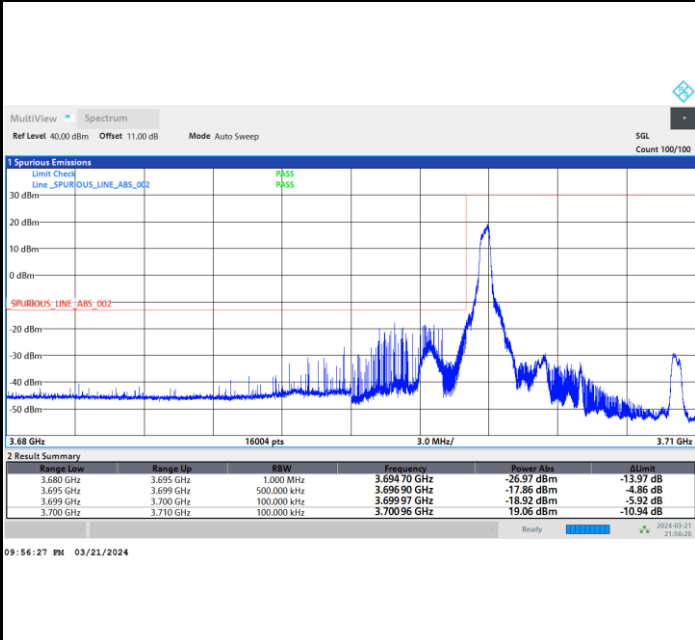 MultiView Spectrum
Ref Level 40.00 dBm Offset 11.00 dB Mode Auto Sweep SGL
Count 100/100
1 Spurious Emissions
Limit Check PASS
Line _SPURIOUS_LINE_ABS_002 PASS
30 dBm
20 dBm
10 dBm
0 dBm
_SPURIOUS_LINE_ABS_002
-20 dBm
-30 dBm
-40 dBm
-50 dBm
3.68 GHz 16004 pts 3.0 MHz/ 3.71 GHz
2 Result Summary
Range Low Range Up RBW Frequency Power Abs ΔLimit
3.680 GHz 3.695 GHz 1.000 MHz 3.694 70 GHz -26.97 dBm -13.97 dB
3.695 GHz 3.699 GHz 500.000 kHz 3.696 90 GHz -17.86 dBm -4.86 dB
3.699 GHz 3.700 GHz 100.000 kHz 3.699 97 GHz -18.92 dBm -5.92 dB
3.700 GHz 3.710 GHz 100.000 kHz 3.700 96 GHz 19.06 dBm -10.94 dB
Ready 2024-03-21
21:56:26
09:56:27 PM 03/21/2024